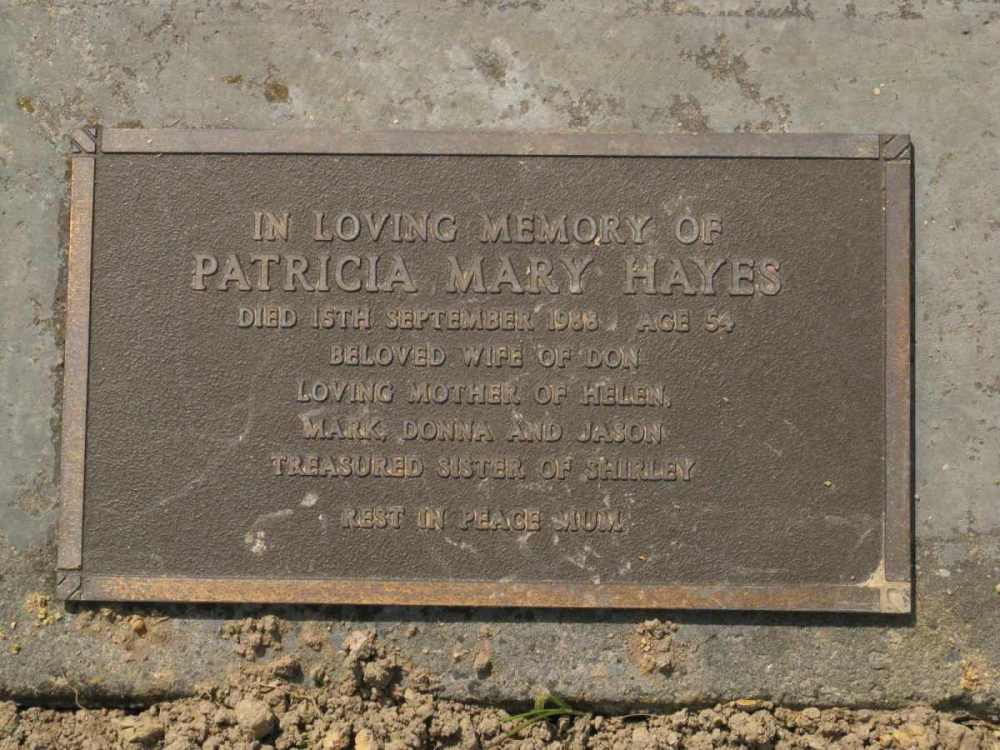 IN LOVING MEMORY OF
PATRICIA MARY HAYES
DIED 15TH SEPTEMBER 1988 AGE 54
BELOVED WIFE OF DON
LOVING MOTHER OF HELEN,
MARK, DONNA AND JASON
TREASURED SISTER OF SHIRLEY
REST IN PEACE MUM